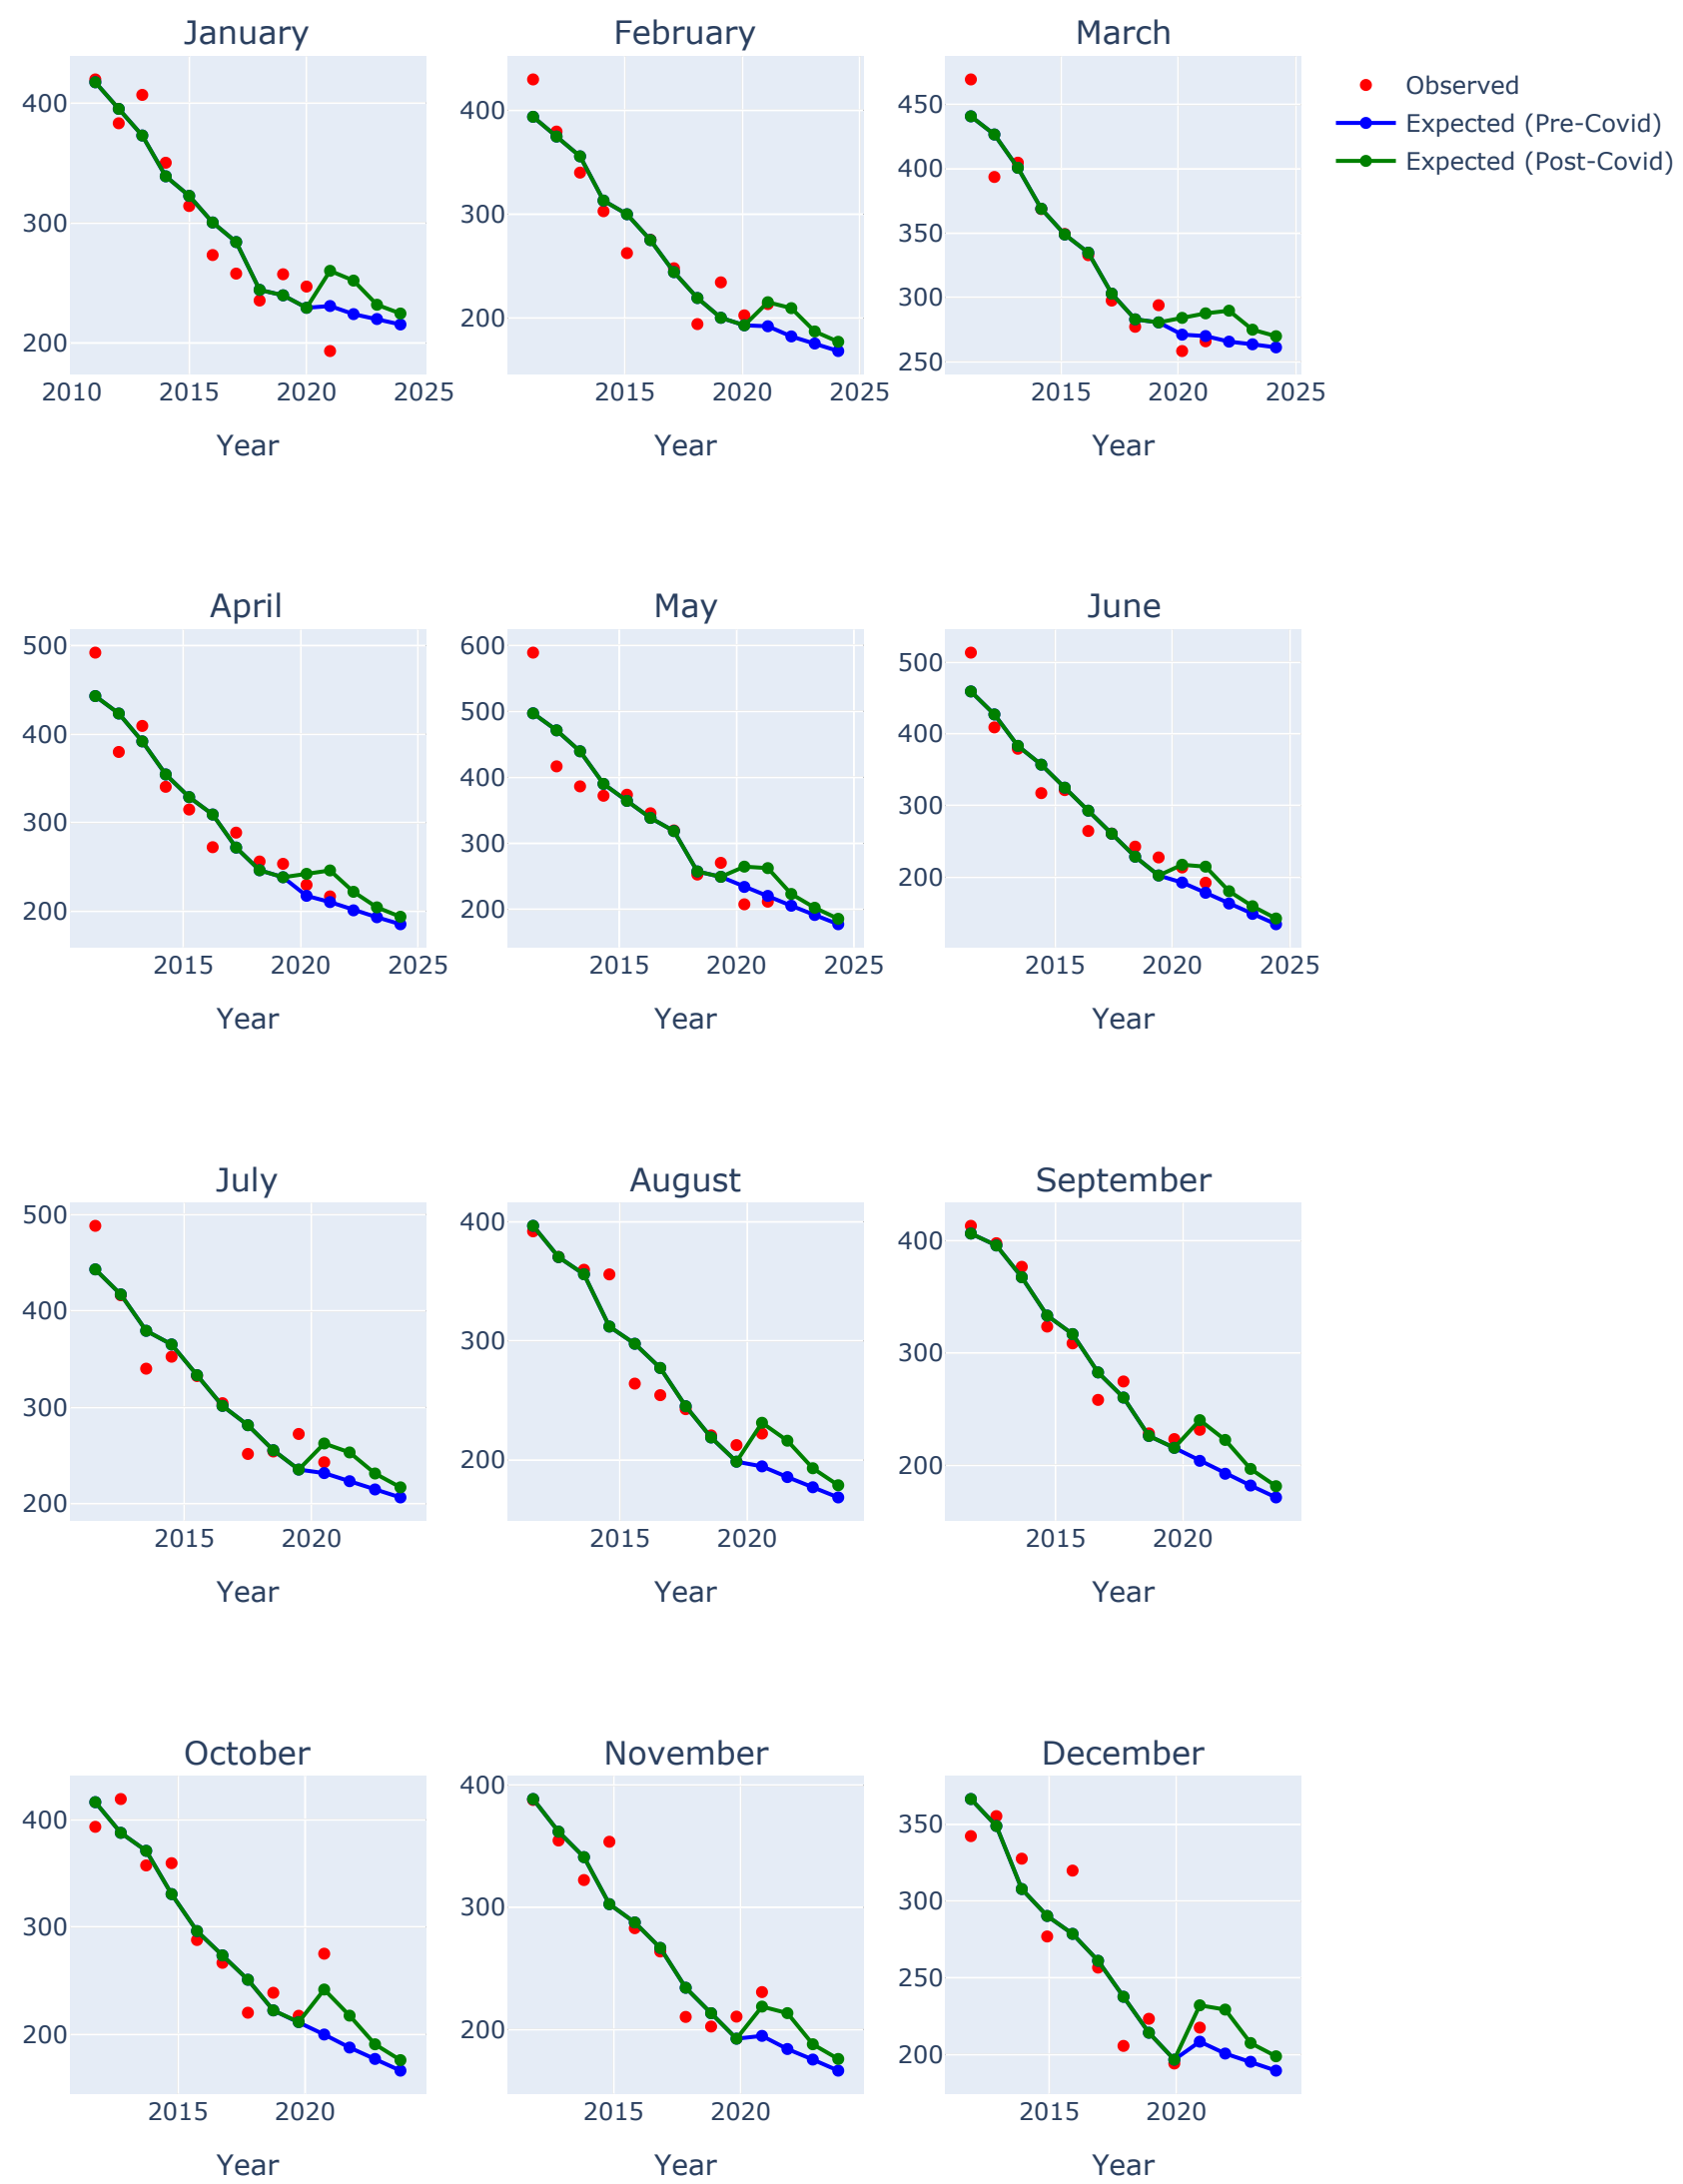 January
February
March
400
300
200
2010
2015
2020
2025
Year
400
300
200
2015
2020
2025
Year
450
400
350
300
250
2015
2020
2025
Year
Observed
Expected (Pre-Covid)
Expected (Post-Covid)
April
May
June
500
400
300
200
2015
2020
2025
Year
600
500
400
300
200
2015
2020
2025
Year
500
400
300
200
2015
2020
2025
Year
July
August
September
500
400
300
200
2015
2020
Year
400
300
200
2015
2020
Year
400
300
200
2015
2020
Year
October
November
December
400
300
200
2015
2020
Year
400
300
200
2015
2020
Year
350
300
250
200
2015
2020
Year